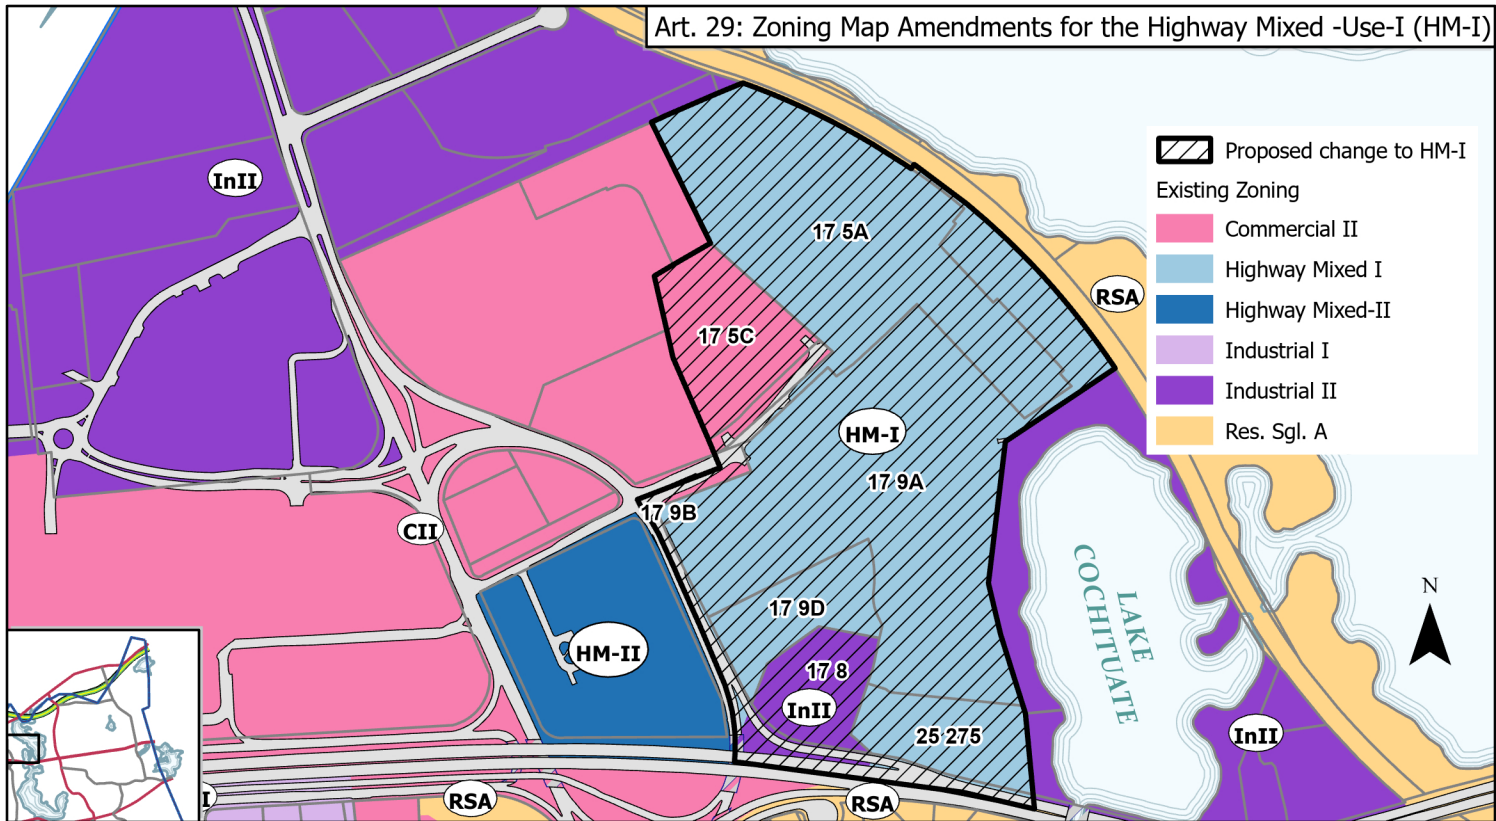 Art. 29: Zoning Map Amendments for the Highway Mixed -Use-I (HM-I)
Proposed change to HM-I
Existing Zoning
Commercial II
Highway Mixed I
Highway Mixed-II
Industrial I
Industrial II
Res. Sgl. A
InII
17 5A
RSA
17 5C
HM-I
17 9A
17 9B
CII
17 9D
HM-II
17 8
InII
25 275
LAKE
COCHITUATE
N
InII
I
RSA
RSA